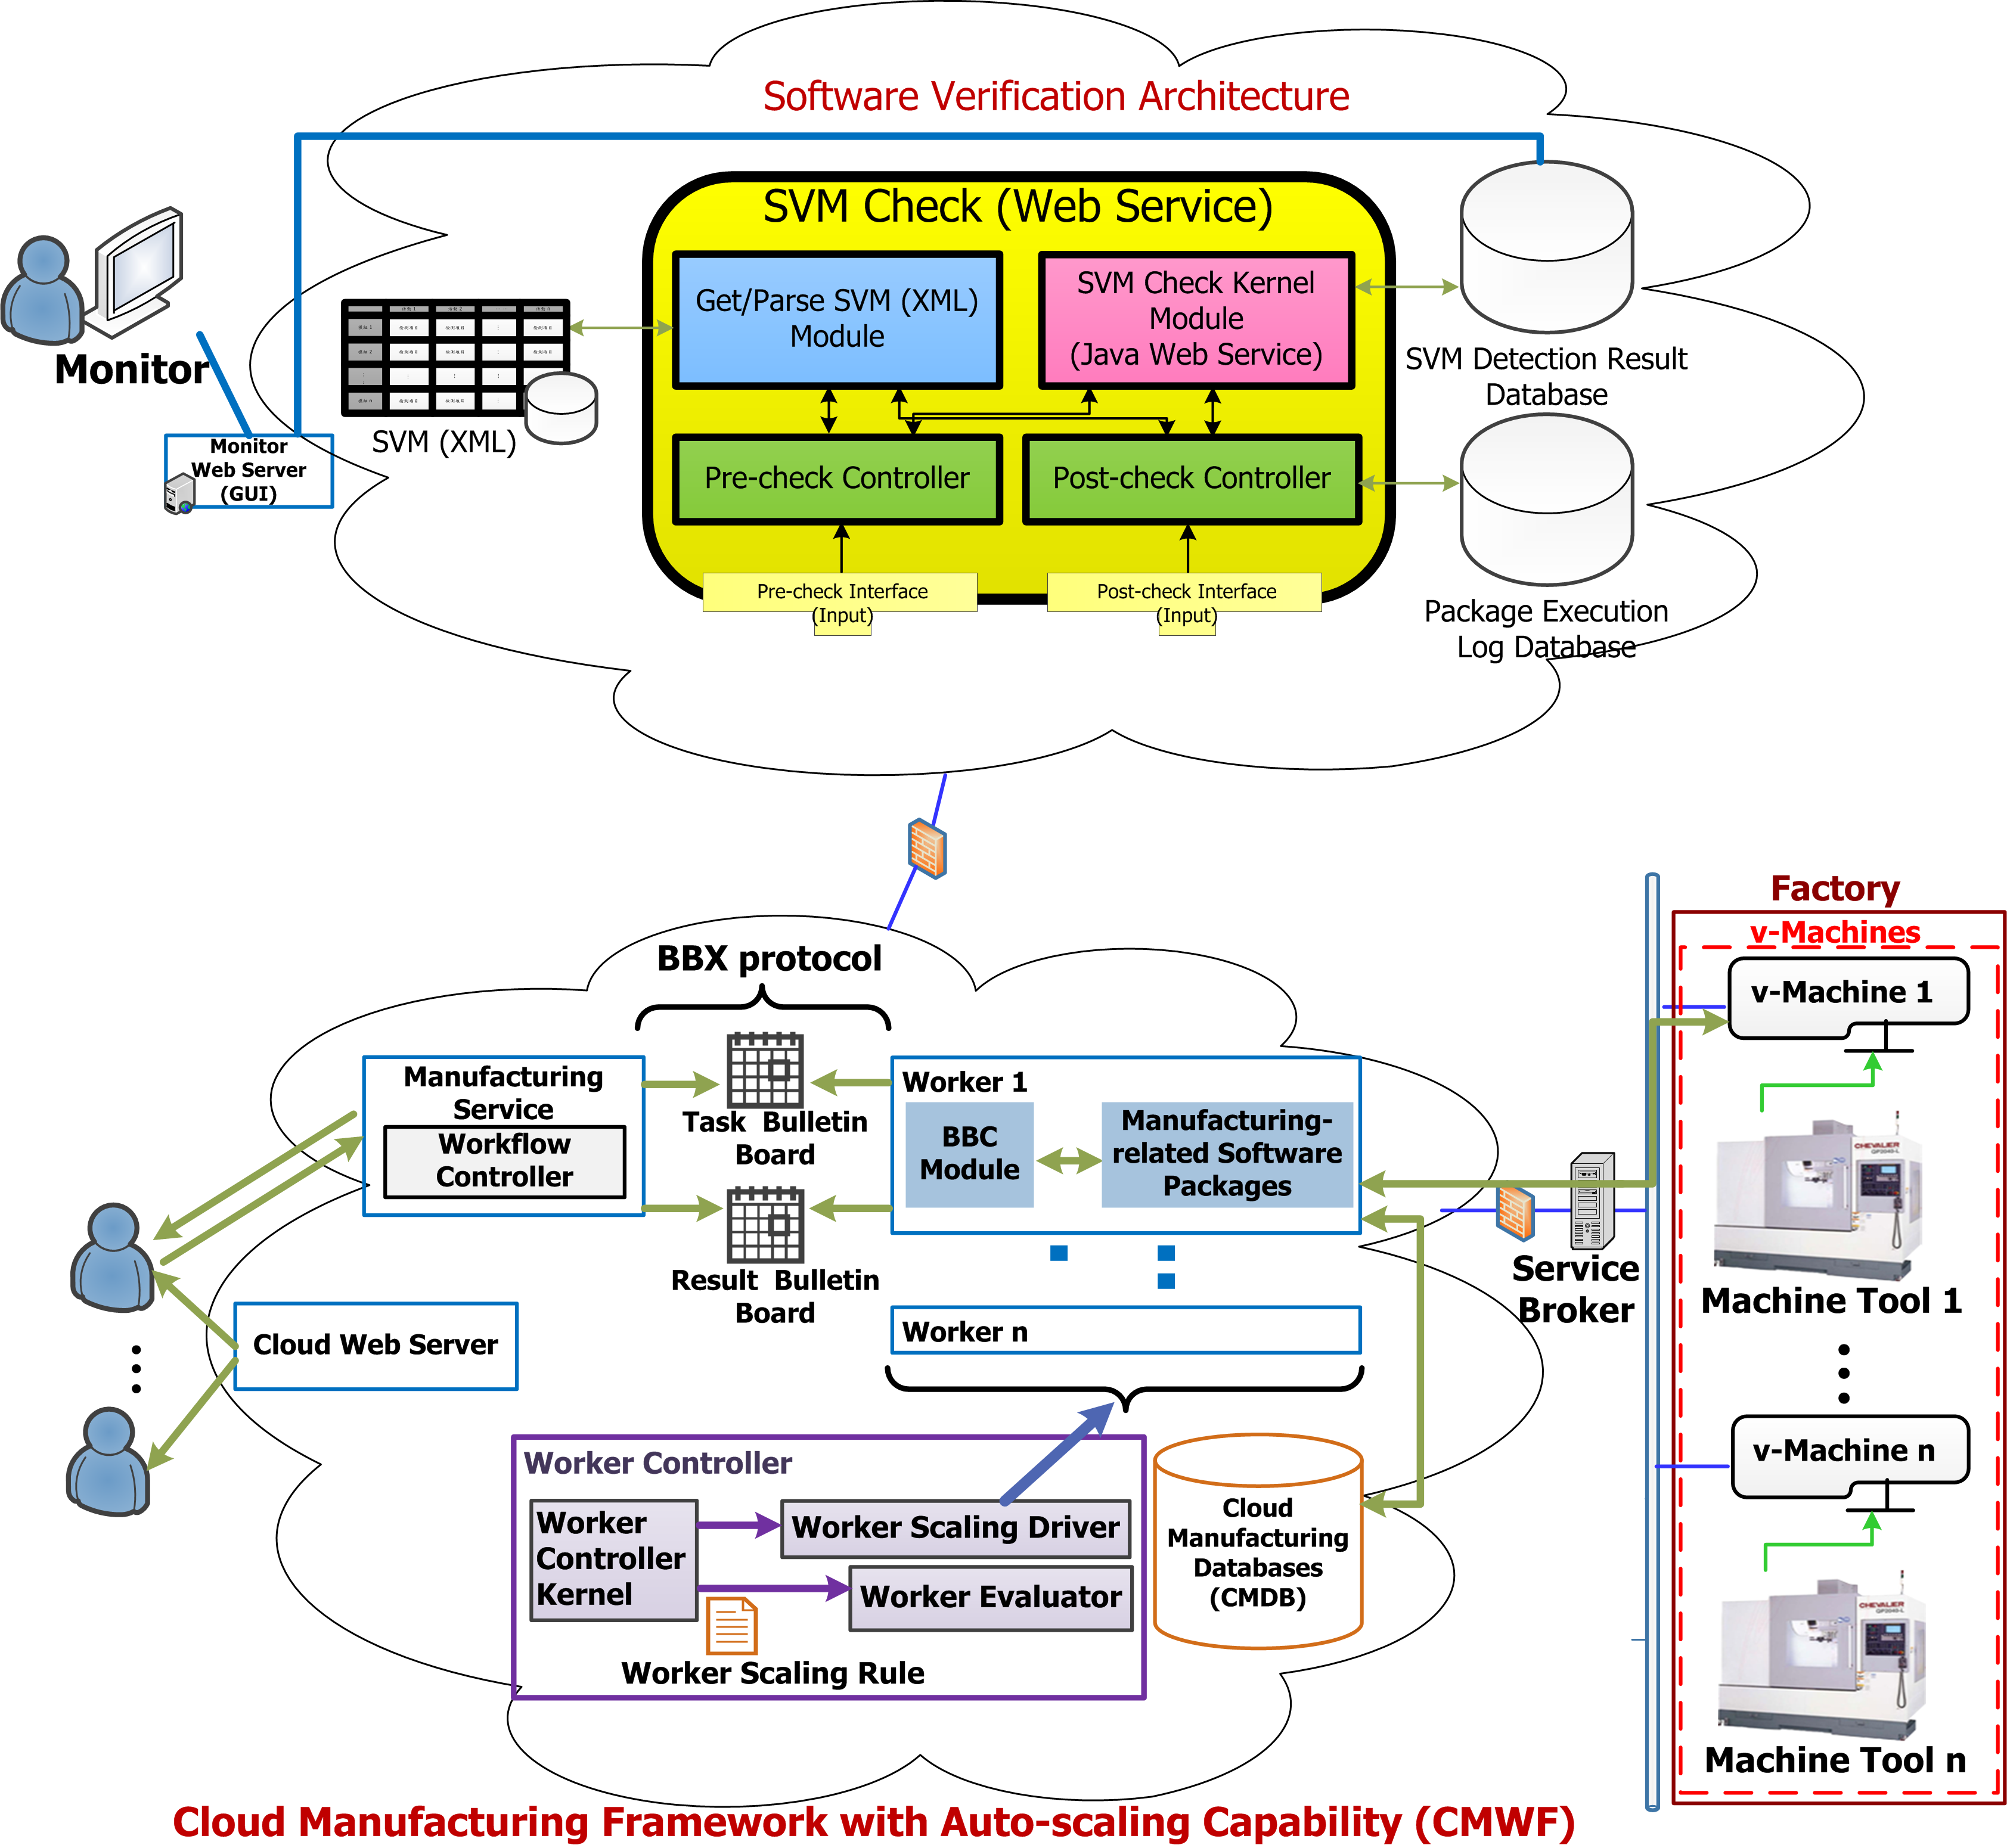 Software Verification Architecture
SVM Check (Web Service)
Get/Parse SVM (XML)
Module
SVM Check Kernel
Module
(Java Web Service)
Pre-check Controller
Post-check Controller
Pre-check Interface
(Input)
Post-check Interface
(Input)
SVM Detection Result
Database
Package Execution
Log Database
Monitor
Monitor
Web Server
(GUI)
SVM (XML)
BBX protocol
Manufacturing
Service
Workflow
Controller
Task Bulletin
Board
Result Bulletin
Board
Worker 1
BBC
Module
Manufacturing-
related Software
Packages
Worker n
Cloud Web Server
Worker Controller
Worker
Controller
Kernel
Worker Scaling Driver
Worker Evaluator
Worker Scaling Rule
Cloud
Manufacturing
Databases
(CMDB)
Service
Broker
Factory
v-Machines
v-Machine 1
CHEVALIER
Machine Tool 1
v-Machine n
CHEVALIER
Machine Tool n
Cloud Manufacturing Framework with Auto-scaling Capability (CMWF)